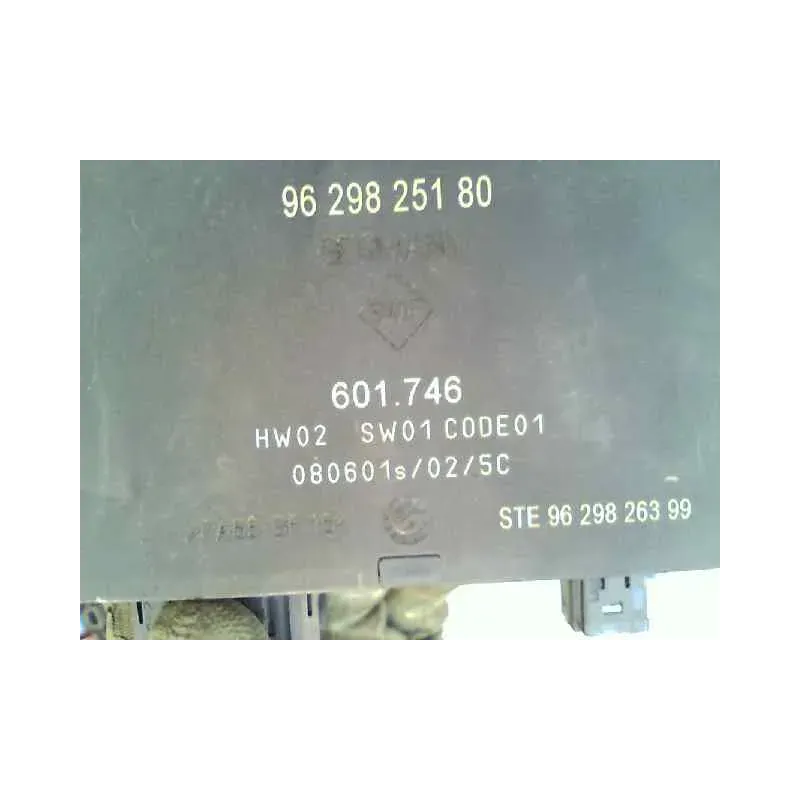 96 298 251 80
601.746
HW02 SW01 CODE01
080601s/02/5C
STE 96 298 263 99